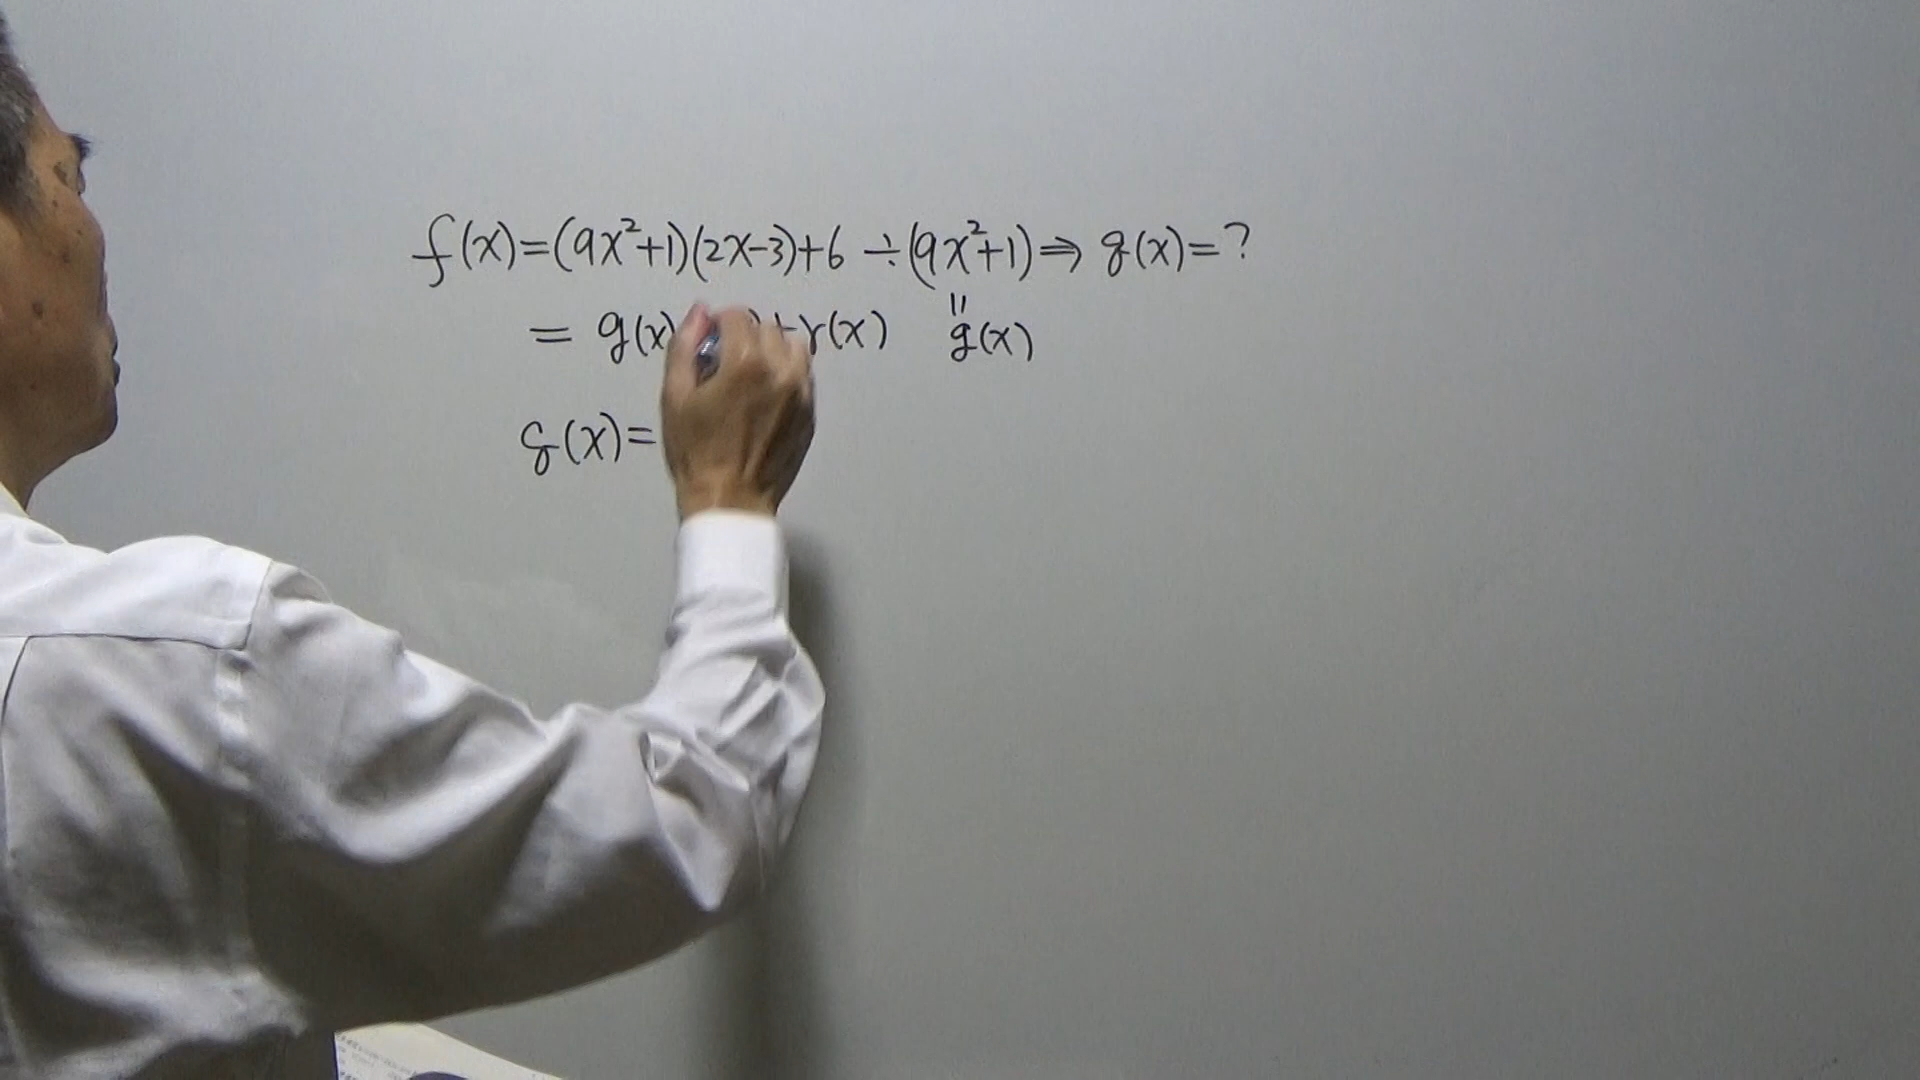 f(x)=(9x²+1)(2x-3)+6 ÷(9x²+1)⇒ q(x)=?
= g(x) )+r(x) = g(x)
q(x)=